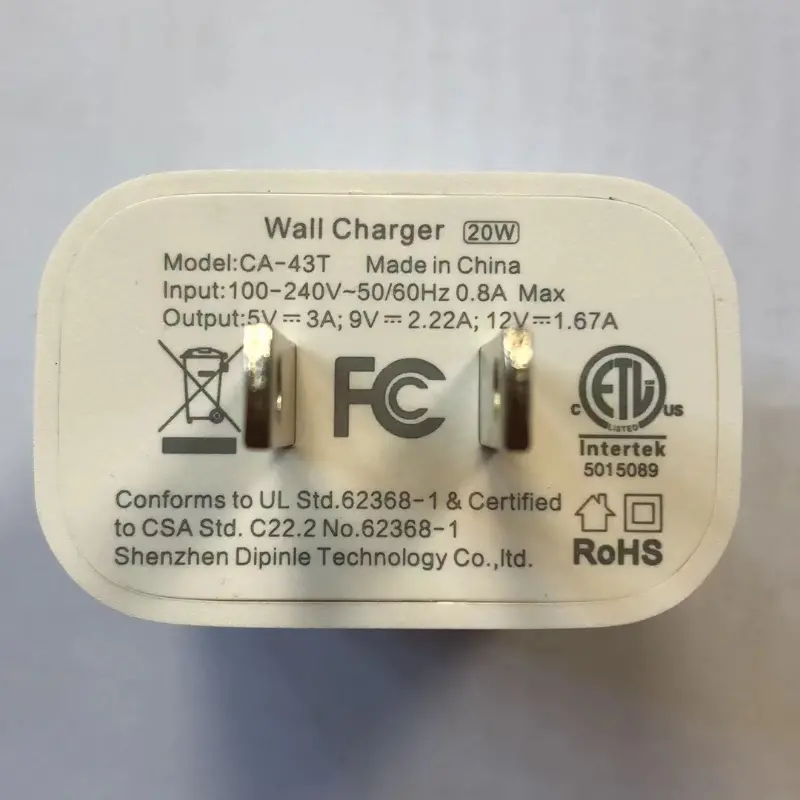 Wall Charger 20W
Model:CA-43T Made in China
Input:100-240V~50/60Hz 0.8A Max
Output:5V⎓3A; 9V⎓2.22A; 12V⎓1.67A
FC
C ETL US
LISTED
Intertek
5015089
Conforms to UL Std.62368-1 & Certified
to CSA Std. C22.2 No.62368-1
Shenzhen Dipinle Technology Co.,ltd.
RoHS